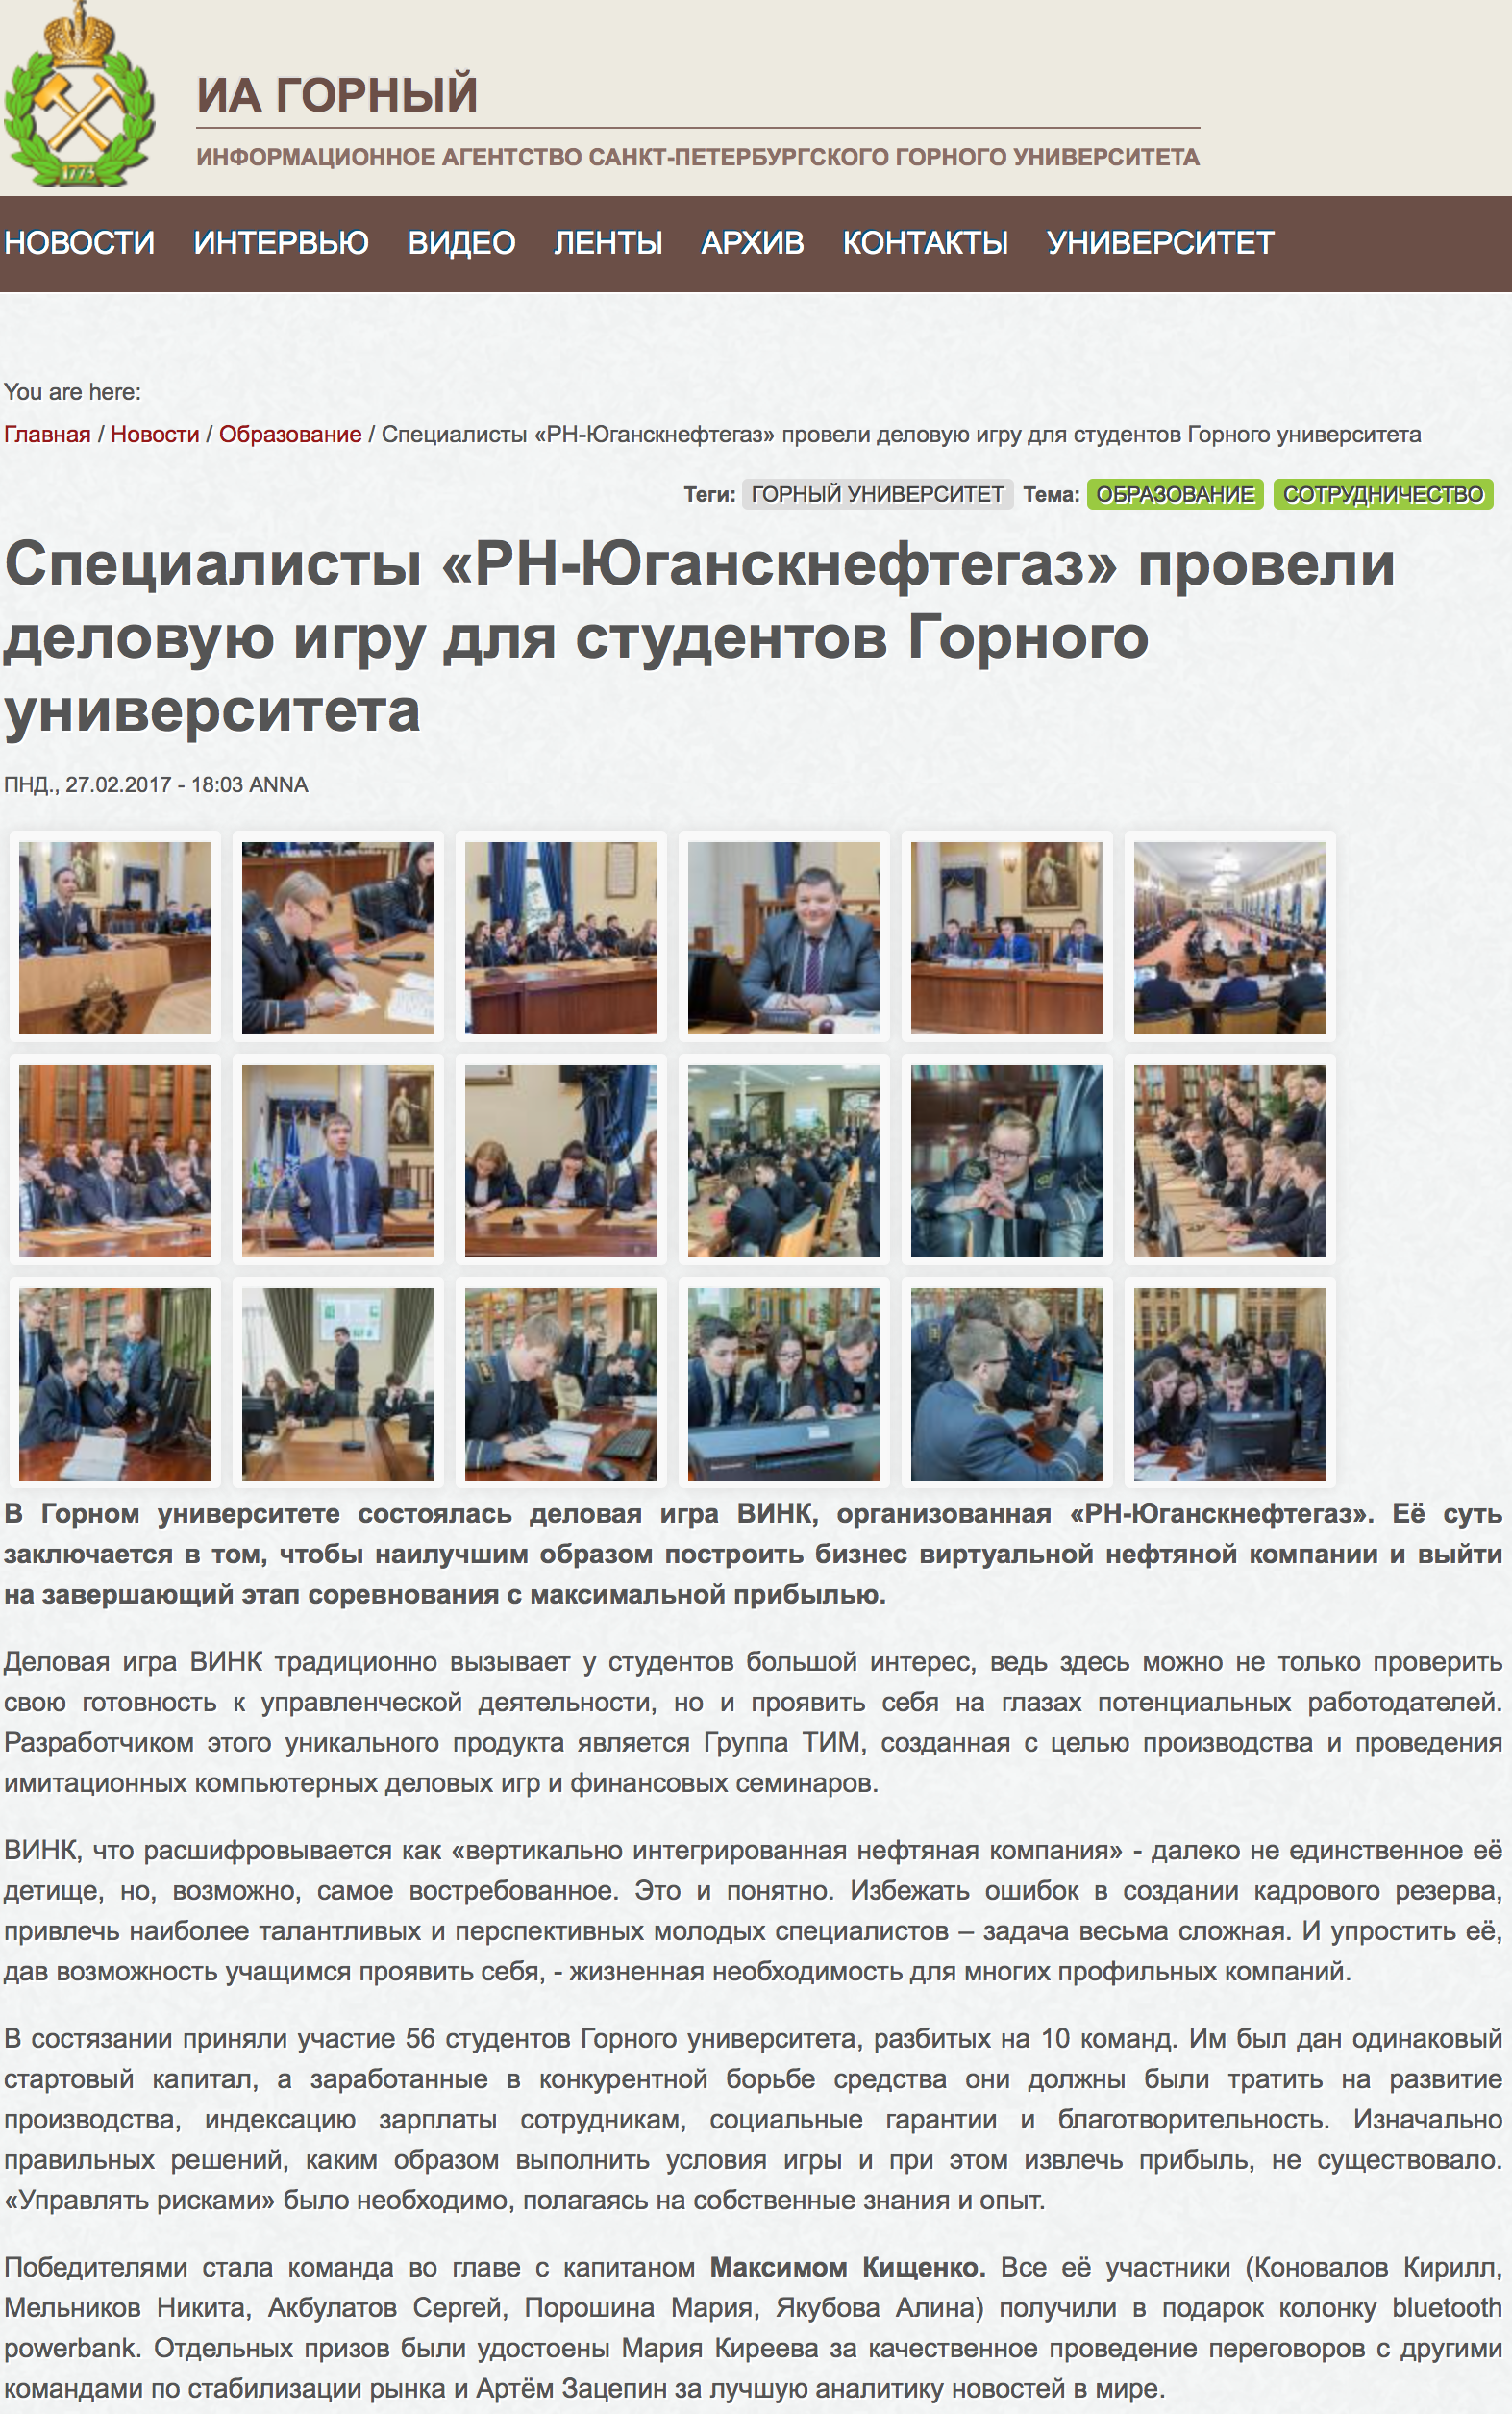 1773
ИА ГОРНЫЙ
ИНФОРМАЦИОННОЕ АГЕНТСТВО САНКТ-ПЕТЕРБУРГСКОГО ГОРНОГО УНИВЕРСИТЕТА
НОВОСТИ ИНТЕРВЬЮ ВИДЕО ЛЕНТЫ АРХИВ КОНТАКТЫ УНИВЕРСИТЕТ
You are here:
Главная / Новости / Образование / Специалисты «РН-Юганскнефтегаз» провели деловую игру для студентов Горного университета
Теги: ГОРНЫЙ УНИВЕРСИТЕТ Тема: ОБРАЗОВАНИЕ СОТРУДНИЧЕСТВО
Специалисты «РН-Юганскнефтегаз» провели
деловую игру для студентов Горного
университета
ПНД., 27.02.2017 - 18:03 ANNA
В Горном университете состоялась деловая игра ВИНК, организованная «РН-Юганскнефтегаз». Её суть
заключается в том, чтобы наилучшим образом построить бизнес виртуальной нефтяной компании и выйти
на завершающий этап соревнования с максимальной прибылью.
Деловая игра ВИНК традиционно вызывает у студентов большой интерес, ведь здесь можно не только проверить
свою готовность к управленческой деятельности, но и проявить себя на глазах потенциальных работодателей.
Разработчиком этого уникального продукта является Группа ТИМ, созданная с целью производства и проведения
имитационных компьютерных деловых игр и финансовых семинаров.
ВИНК, что расшифровывается как «вертикально интегрированная нефтяная компания» - далеко не единственное её
детище, но, возможно, самое востребованное. Это и понятно. Избежать ошибок в создании кадрового резерва,
привлечь наиболее талантливых и перспективных молодых специалистов – задача весьма сложная. И упростить её,
дав возможность учащимся проявить себя, - жизненная необходимость для многих профильных компаний.
В состязании приняли участие 56 студентов Горного университета, разбитых на 10 команд. Им был дан одинаковый
стартовый капитал, а заработанные в конкурентной борьбе средства они должны были тратить на развитие
производства, индексацию зарплаты сотрудникам, социальные гарантии и благотворительность. Изначально
правильных решений, каким образом выполнить условия игры и при этом извлечь прибыль, не существовало.
«Управлять рисками» было необходимо, полагаясь на собственные знания и опыт.
Победителями стала команда во главе с капитаном Максимом Кищенко. Все её участники (Коновалов Кирилл,
Мельников Никита, Акбулатов Сергей, Порошина Мария, Якубова Алина) получили в подарок колонку bluetooth
powerbank. Отдельных призов были удостоены Мария Киреева за качественное проведение переговоров с другими
командами по стабилизации рынка и Артём Зацепин за лучшую аналитику новостей в мире.